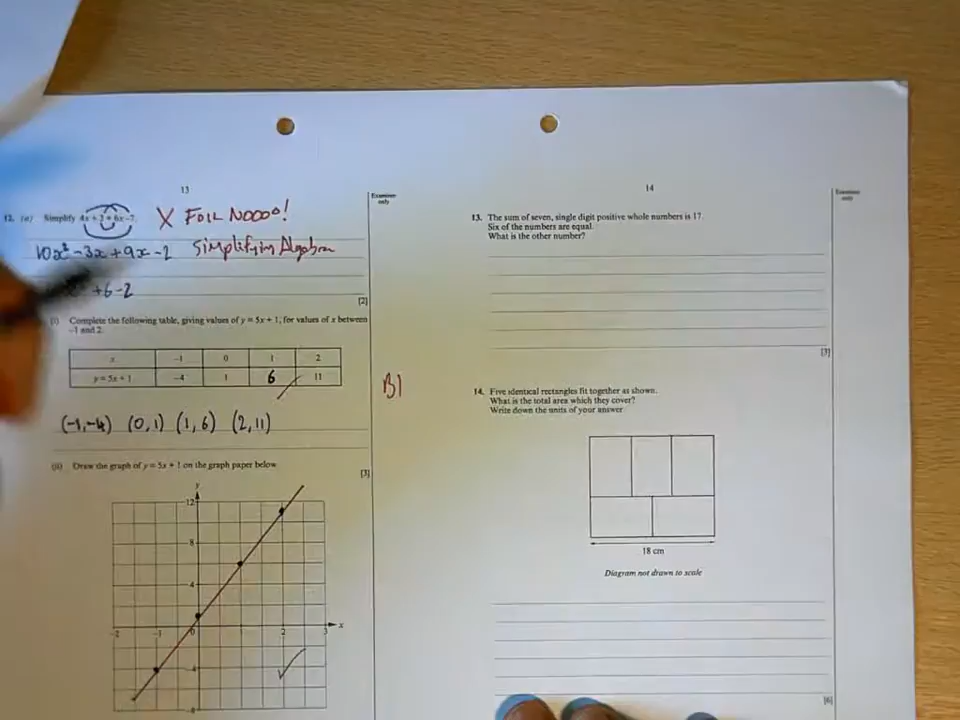 13
Examiner only
12. (a) Simplify 4x + 3 + 6x - 7.
X FOIL NOOOO!
10x² - 3x + 9x - 2
Simplifying Algebra
+6-2
[2]
(i) Complete the following table, giving values of y = 5x + 1, for values of x between
-1 and 2.
x -1 0 1 2
y = 5x + 1 -4 1 6 11
B1
(-1,-4) (0,1) (1,6) (2,11)
(ii) Draw the graph of y = 5x + 1 on the graph paper below.
[3]
y
12
8
4
-2 -1 0 2 3 x
-4
-8
14
Examiner only
13. The sum of seven, single digit positive whole numbers is 17.
Six of the numbers are equal.
What is the other number?
[3]
14. Five identical rectangles fit together as shown.
What is the total area which they cover?
Write down the units of your answer.
18 cm
Diagram not drawn to scale
[6]